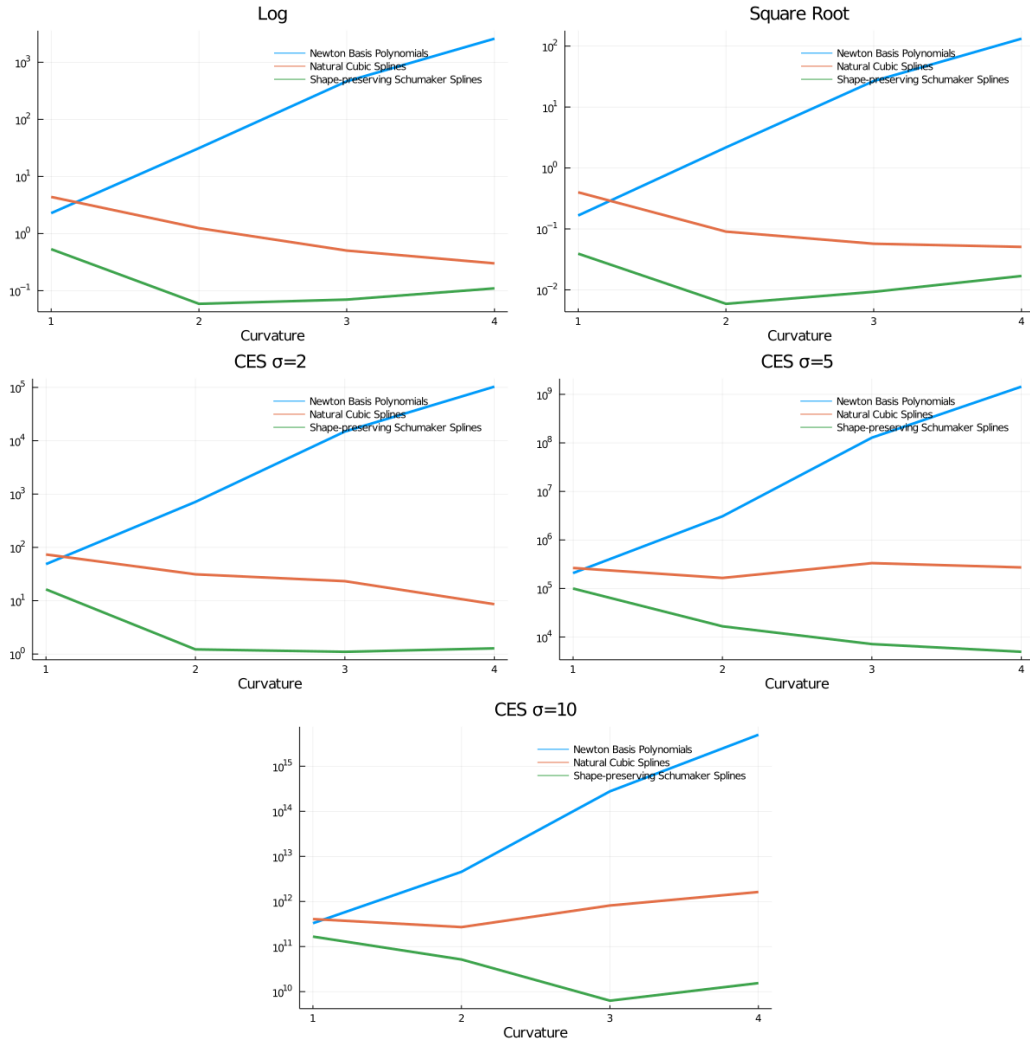 Log
Square Root
10^3
10^2
10^1
10^0
10^-1
Newton Basis Polynomials
Natural Cubic Splines
Shape-preserving Schumaker Splines
1
2
3
4
Curvature
10^2
10^1
10^0
10^-1
10^-2
Newton Basis Polynomials
Natural Cubic Splines
Shape-preserving Schumaker Splines
1
2
3
4
Curvature
CES σ=2
CES σ=5
10^5
10^4
10^3
10^2
10^1
10^0
Newton Basis Polynomials
Natural Cubic Splines
Shape-preserving Schumaker Splines
1
2
3
4
Curvature
10^9
10^8
10^7
10^6
10^5
10^4
Newton Basis Polynomials
Natural Cubic Splines
Shape-preserving Schumaker Splines
1
2
3
4
Curvature
CES σ=10
10^15
10^14
10^13
10^12
10^11
10^10
Newton Basis Polynomials
Natural Cubic Splines
Shape-preserving Schumaker Splines
1
2
3
4
Curvature